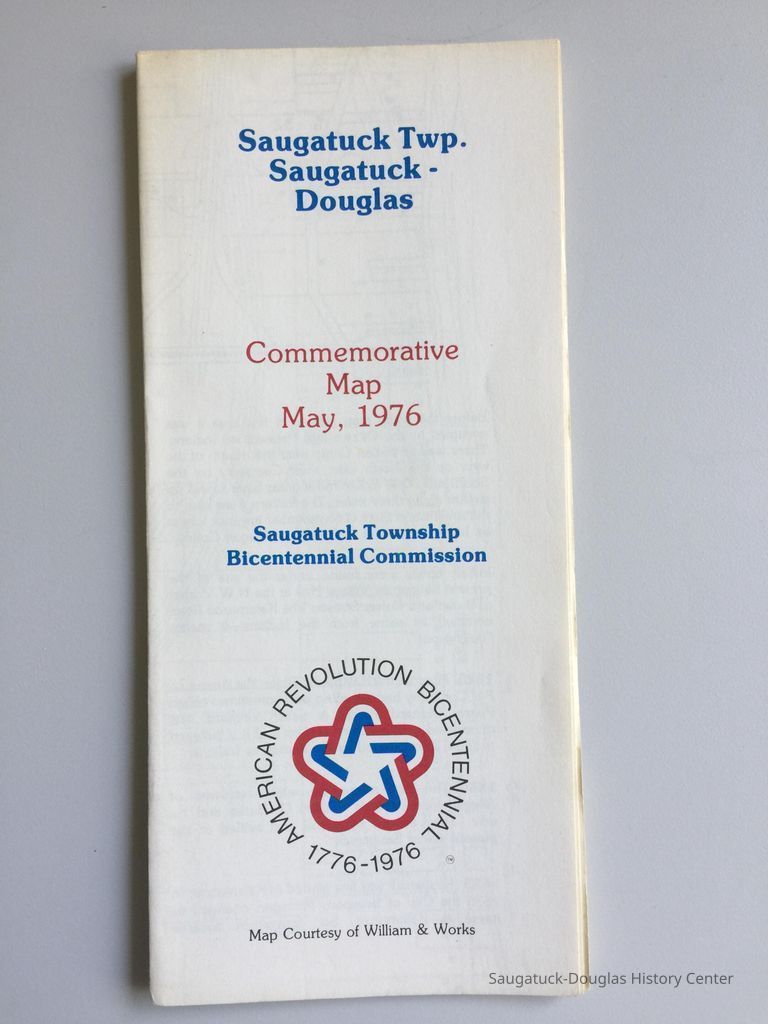 Saugatuck Twp.
Saugatuck -
Douglas
Commemorative
Map
May, 1976
Saugatuck Township
Bicentennial Commission
AMERICAN REVOLUTION BICENTENNIAL
1776-1976
Map Courtesy of William & Works
Saugatuck-Douglas History Center